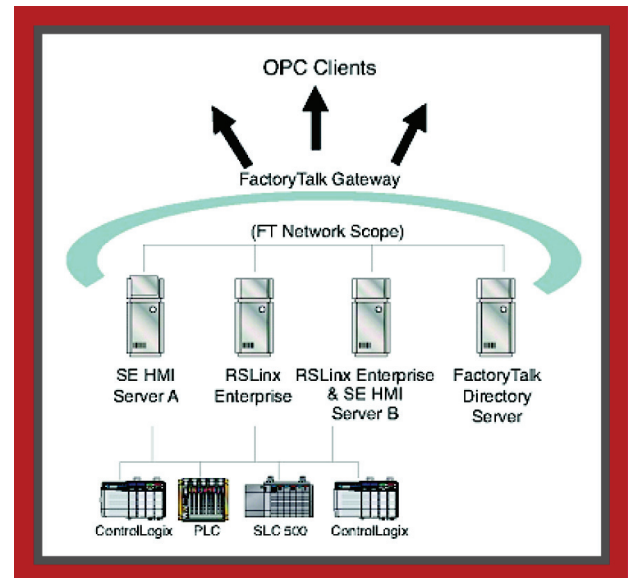 OPC Clients
FactoryTalk Gateway
(FT Network Scope)
SE HMI
Server A
RSLinx
Enterprise
RSLinx Enterprise
& SE HMI
Server B
FactoryTalk
Directory
Server
ControlLogix
PLC
SLC 500
ControlLogix